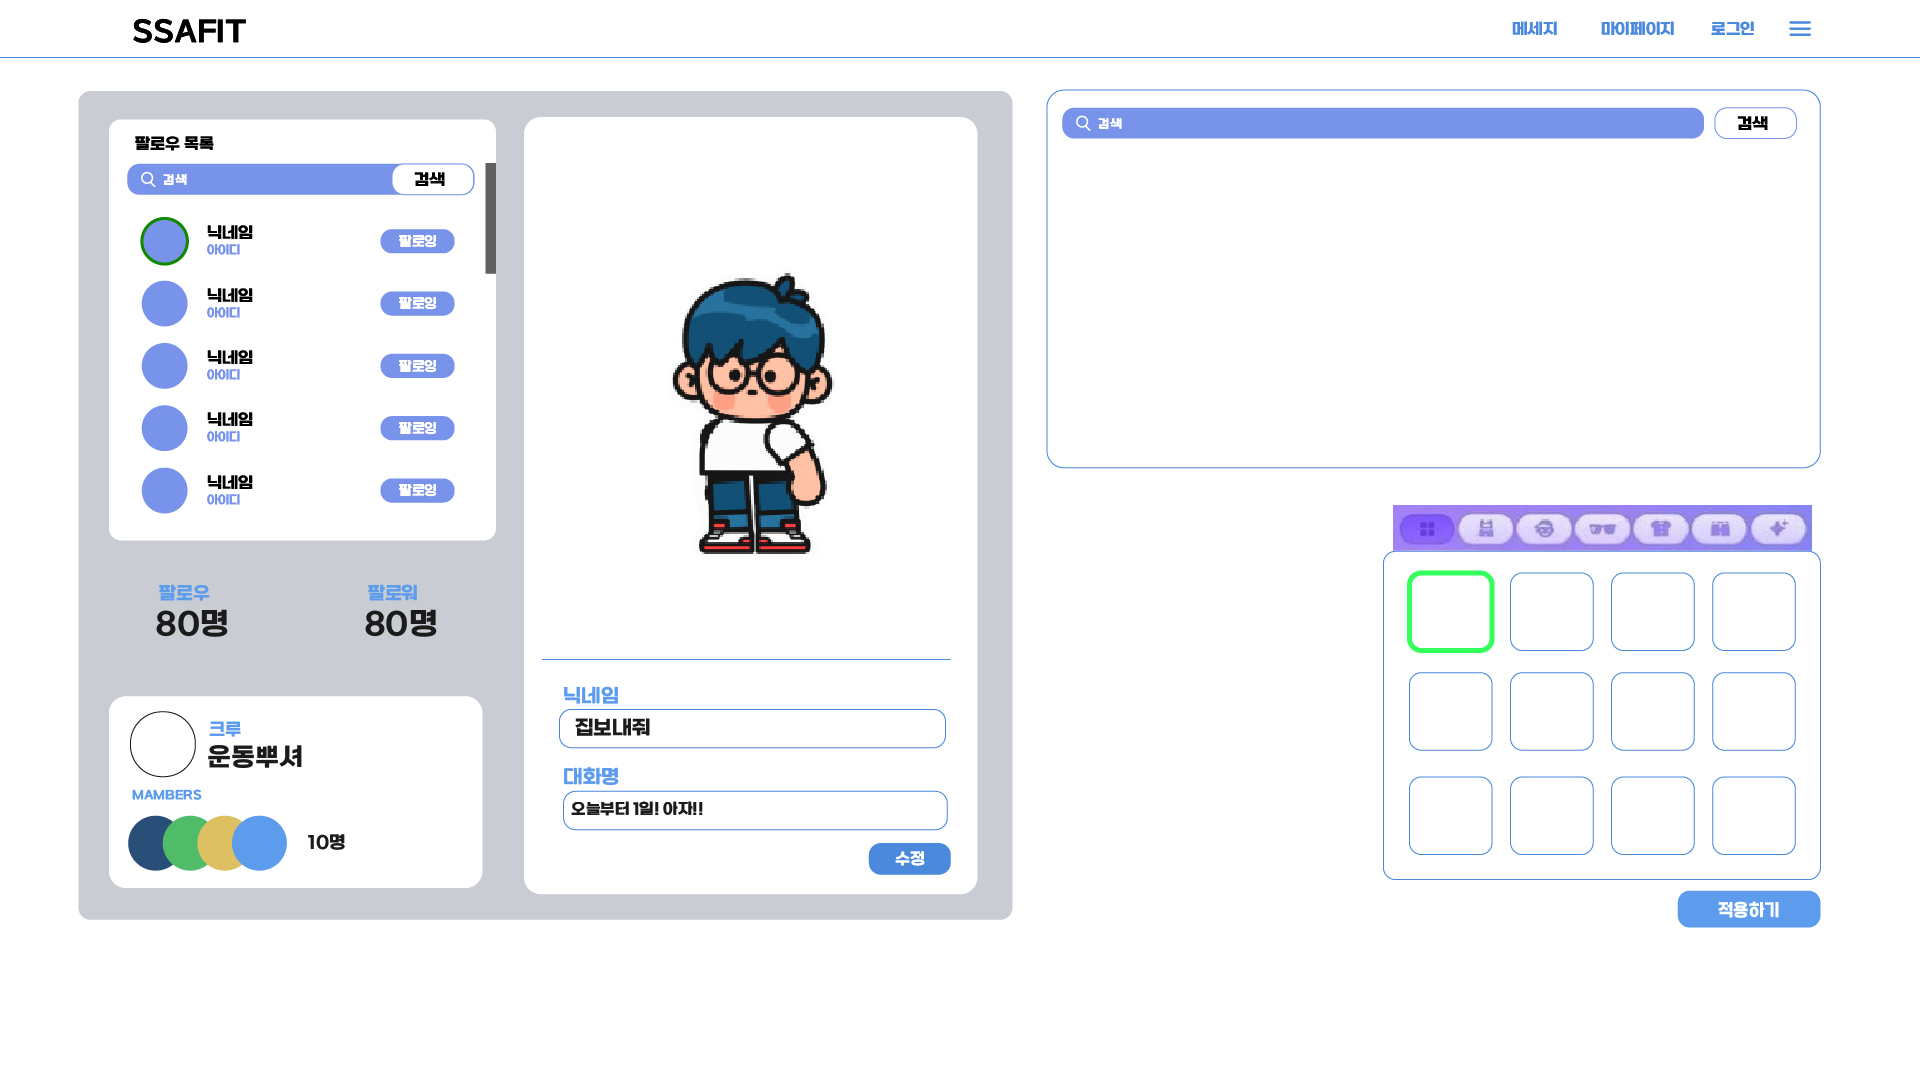 SSAFIT
메세지
마이페이지
로그인
팔로우 목록
검색
검색
닉네임
아이디
팔로잉
닉네임
아이디
팔로잉
닉네임
아이디
팔로잉
닉네임
아이디
팔로잉
닉네임
아이디
팔로잉
팔로우
80명
팔로워
80명
크루
운동뿌셔
MAMBERS
10명
닉네임
집보내줘
대화명
오늘부터 1일! 아자!!
수정
검색
검색
적용하기